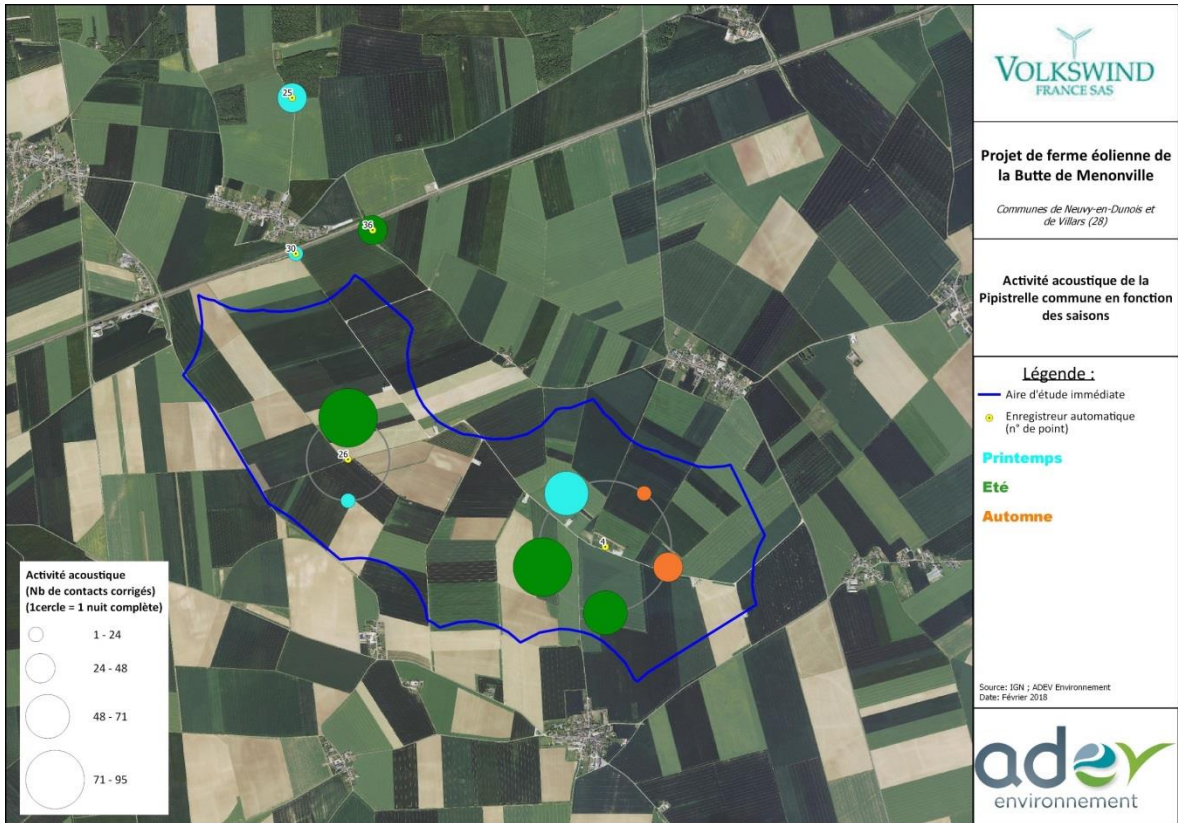 25
36
30
26
4
Activité acoustique
(Nb de contacts corrigés)
(1cercle = 1 nuit complète)
1 - 24
24 - 48
48 - 71
71 - 95
VOLKSWIND
FRANCE SAS
Projet de ferme éolienne de
la Butte de Menonville
Communes de Neuvy-en-Dunois et
de Villars (28)
Activité acoustique de la
Pipistrelle commune en fonction
des saisons
Légende :
Aire d'étude immédiate
Enregistreur automatique
(n° de point)
Printemps
Eté
Automne
Source: IGN ; ADEV Environnement
Date: Février 2018
adev
environnement